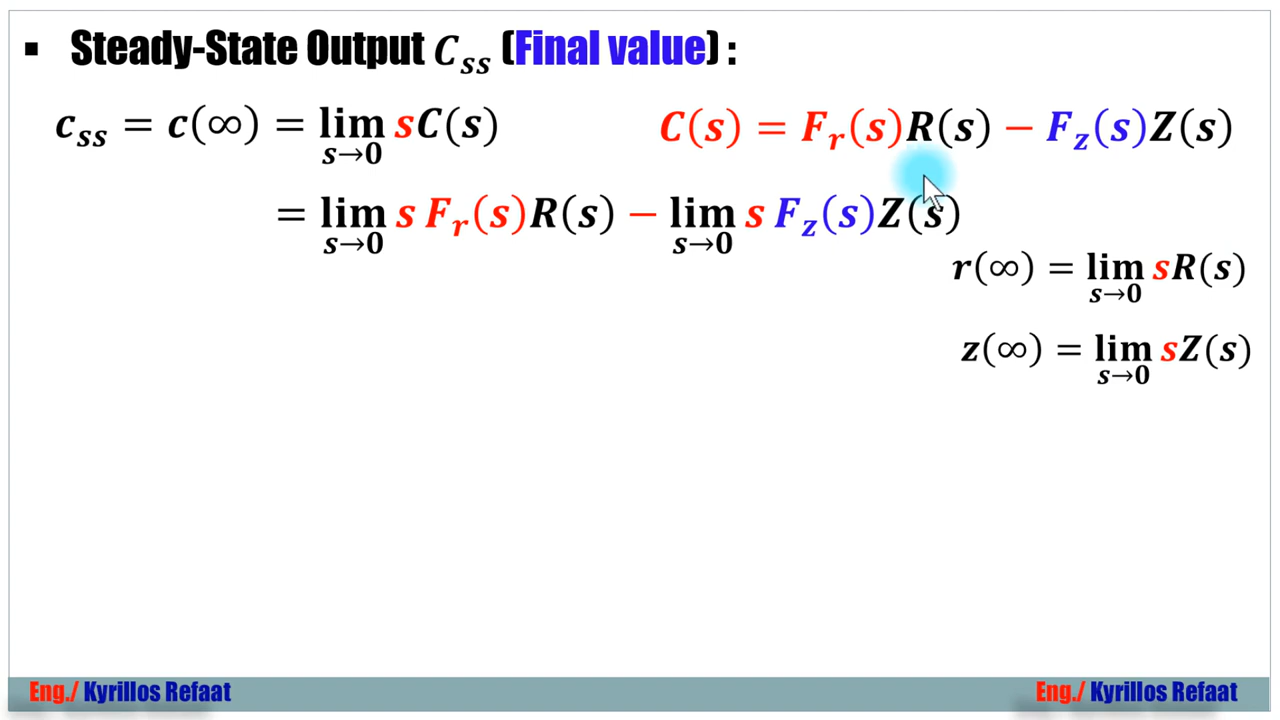 ▪ Steady-State Output C_ss (Final value) :
c_ss = c(∞) = lim_{s→0} sC(s)
C(s) = F_r(s)R(s) − F_z(s)Z(s)
= lim_{s→0} s F_r(s)R(s) − lim_{s→0} s F_z(s)Z(s)
r(∞) = lim_{s→0} sR(s)
z(∞) = lim_{s→0} sZ(s)
Eng./ Kyrillos Refaat
Eng./ Kyrillos Refaat